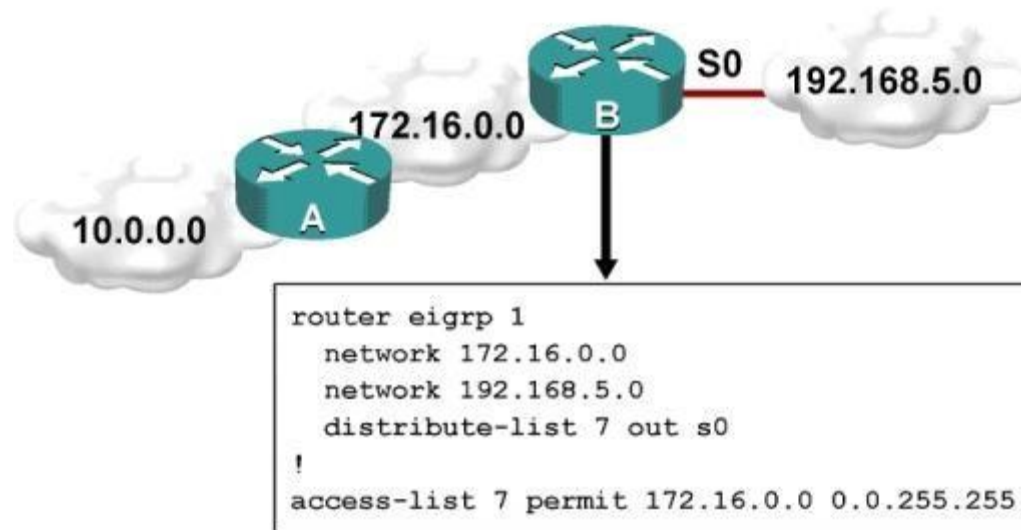 S0
192.168.5.0
B
172.16.0.0
A
10.0.0.0
router eigrp 1
network 172.16.0.0
network 192.168.5.0
distribute-list 7 out s0
!
access-list 7 permit 172.16.0.0 0.0.255.255